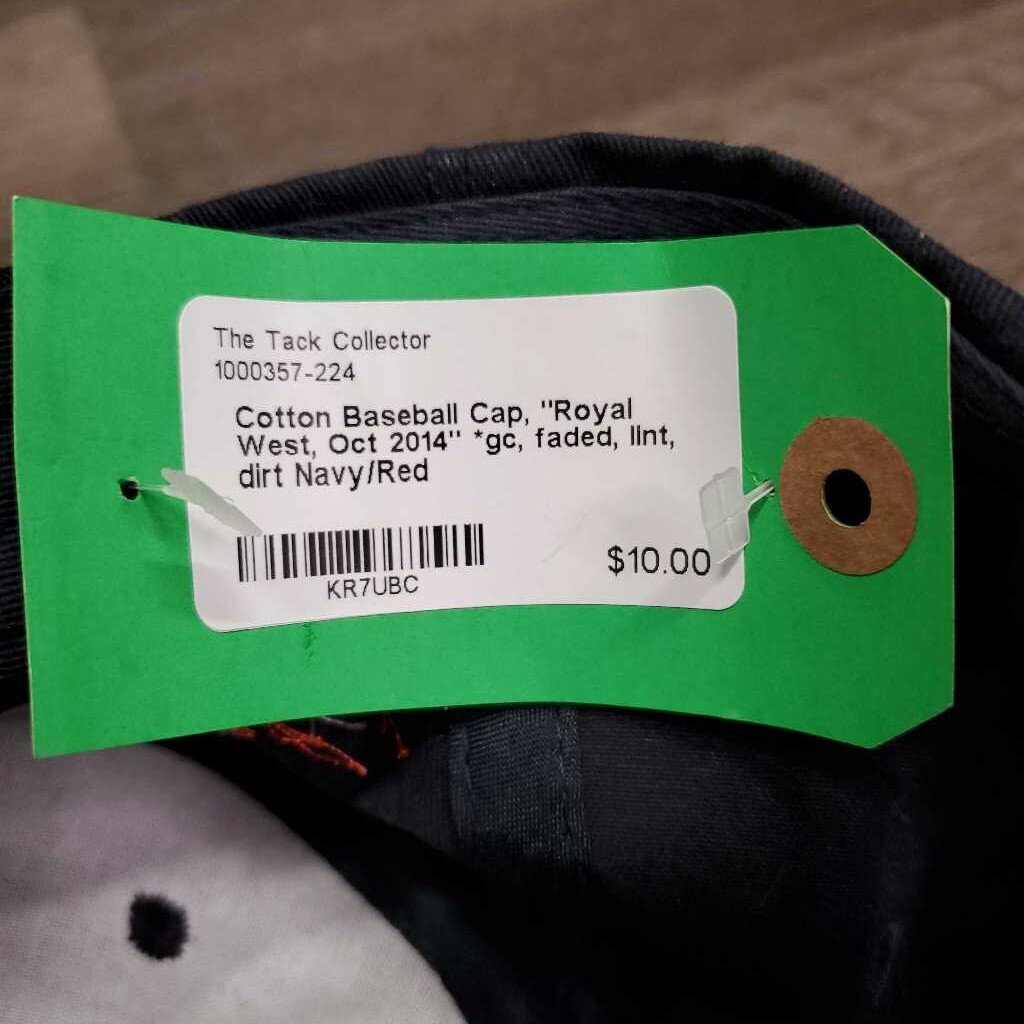 The Tack Collector
1000357-224
Cotton Baseball Cap, "Royal
West, Oct 2014" *gc, faded, lint,
dirt Navy/Red
KR7UBC
$10.00